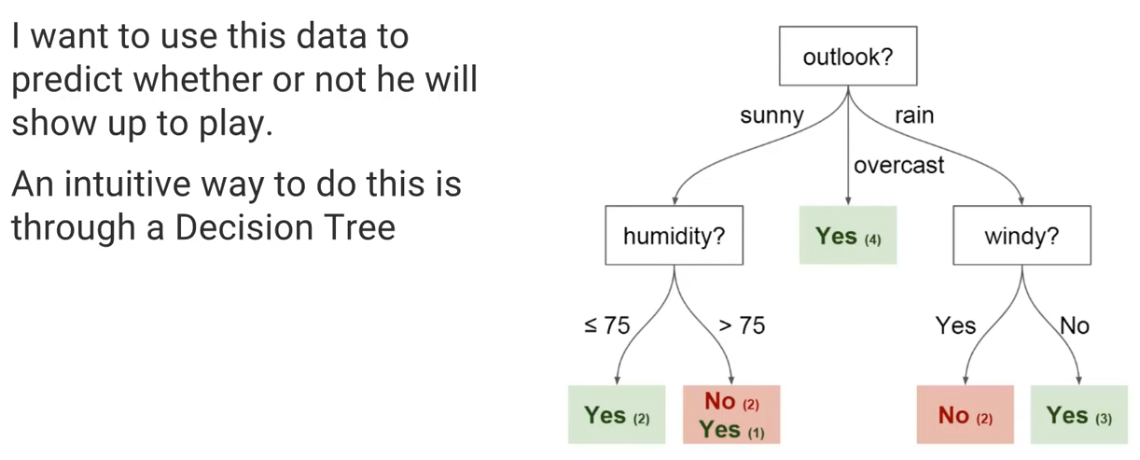 I want to use this data to
predict whether or not he will
show up to play.
An intuitive way to do this is
through a Decision Tree
outlook?
sunny
rain
overcast
humidity?
Yes (4)
windy?
≤ 75
> 75
Yes
No
Yes (2)
No (2)
Yes (1)
No (2)
Yes (3)